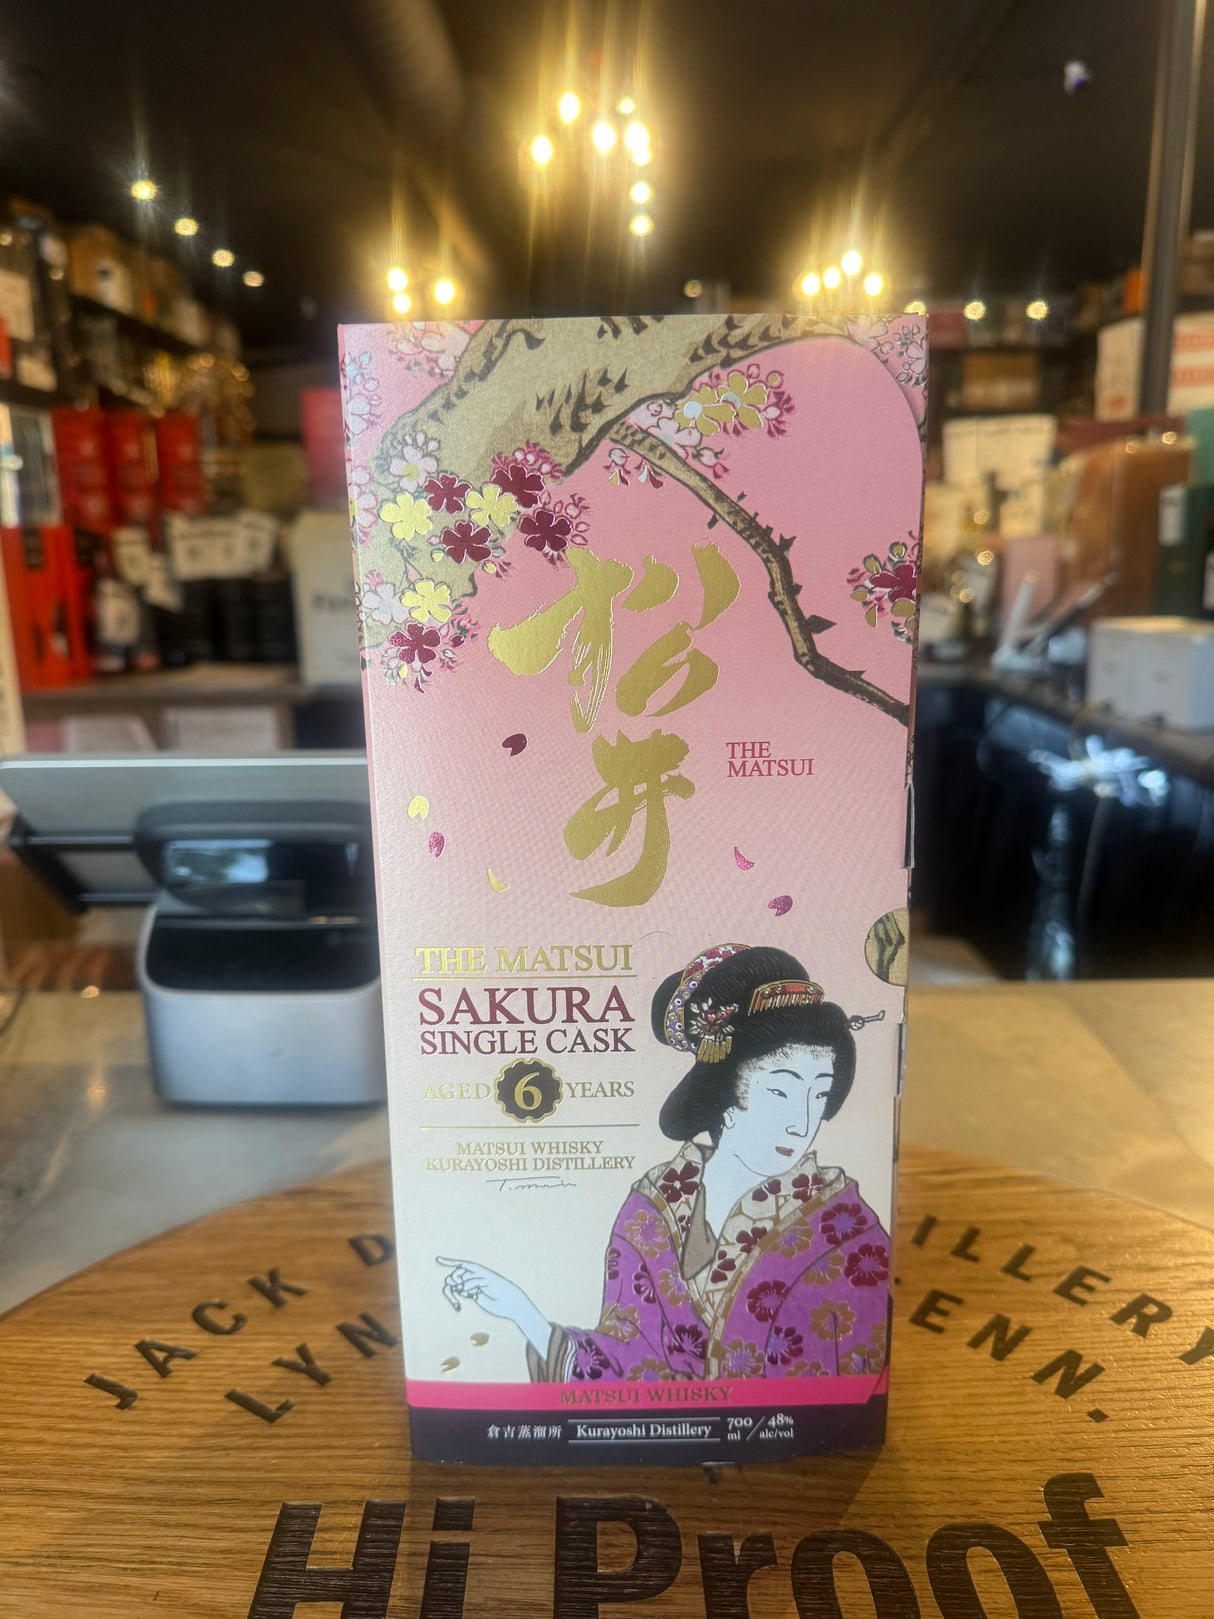 松井
THE
MATSUI
THE MATSUI
SAKURA
SINGLE CASK
AGED 6 YEARS
MATSUI WHISKY
KURAYOSHI DISTILLERY
MATSUI WHISKY
倉吉蒸溜所 Kurayoshi Distillery 700 ml / 48% alc/vol
JACK D ILLERY
LYN ENN.
Hi Proof